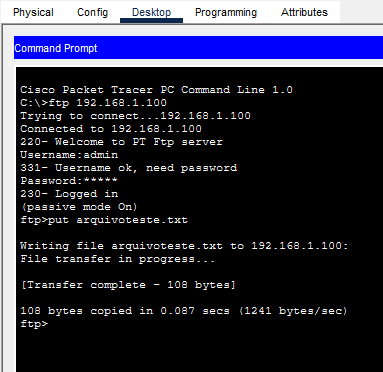 Physical Config Desktop Programming Attributes
Command Prompt
Cisco Packet Tracer PC Command Line 1.0
C:\>ftp 192.168.1.100
Trying to connect...192.168.1.100
Connected to 192.168.1.100
220- Welcome to PT Ftp server
Username:admin
331- Username ok, need password
Password:*****
230- Logged in
(passive mode On)
ftp>put arquivoteste.txt
Writing file arquivoteste.txt to 192.168.1.100:
File transfer in progress...
[Transfer complete - 108 bytes]
108 bytes copied in 0.087 secs (1241 bytes/sec)
ftp>